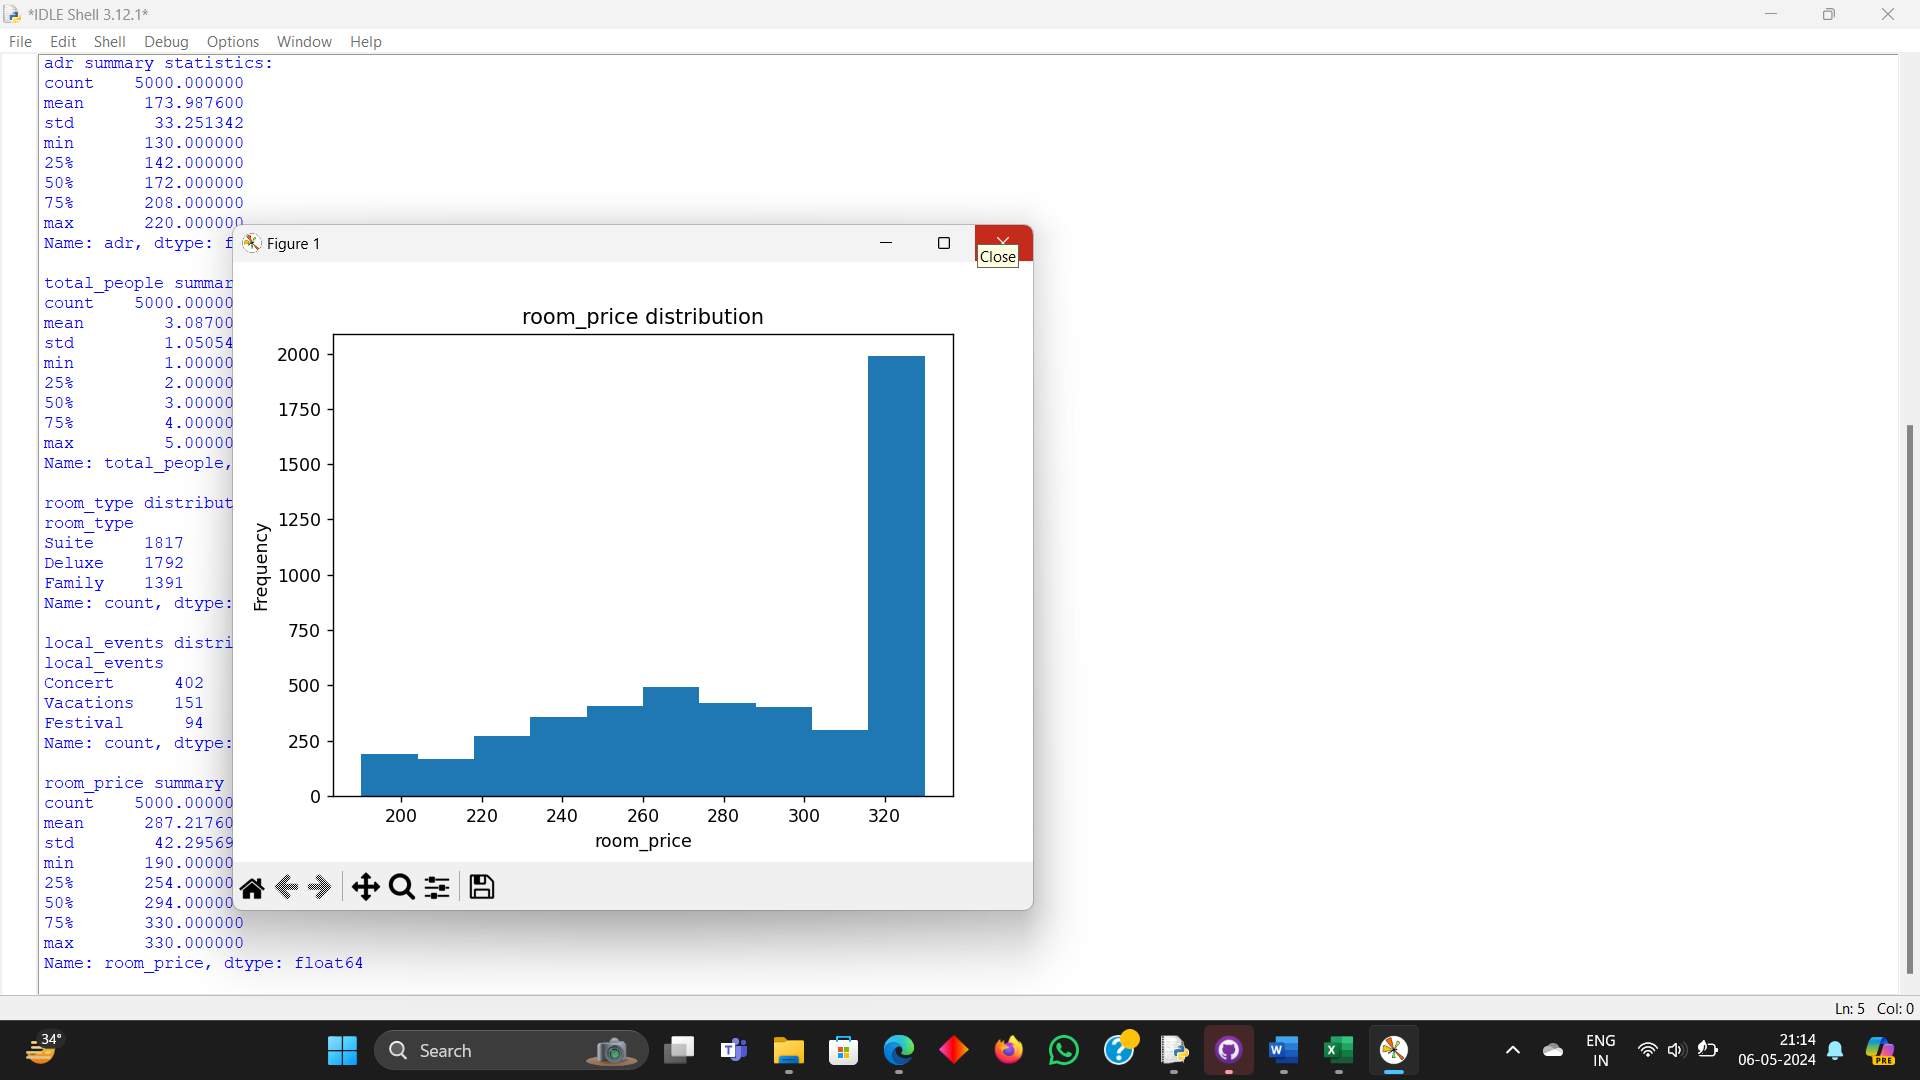 *IDLE Shell 3.12.1*
File Edit Shell Debug Options Window Help
adr summary statistics:
count 5000.000000
mean 173.987600
std 33.251342
min 130.000000
25% 142.000000
50% 172.000000
75% 208.000000
max 220.000000
Name: adr, dtype: f
total_people summar
count 5000.00000
mean 3.08700
std 1.05054
min 1.00000
25% 2.00000
50% 3.00000
75% 4.00000
max 5.00000
Name: total_people,
room_type distribut
room_type
Suite 1817
Deluxe 1792
Family 1391
Name: count, dtype:
local_events distri
local_events
Concert 402
Vacations 151
Festival 94
Name: count, dtype:
room_price summary
count 5000.00000
mean 287.21760
std 42.29569
min 190.00000
25% 254.00000
50% 294.00000
75% 330.000000
max 330.000000
Name: room_price, dtype: float64
Figure 1
Close
room_price distribution
2000
1750
1500
1250
1000
750
500
250
0
Frequency
200 220 240 260 280 300 320
room_price
Ln: 5 Col: 0
34°
Search
ENG
IN
21:14
06-05-2024
PRE